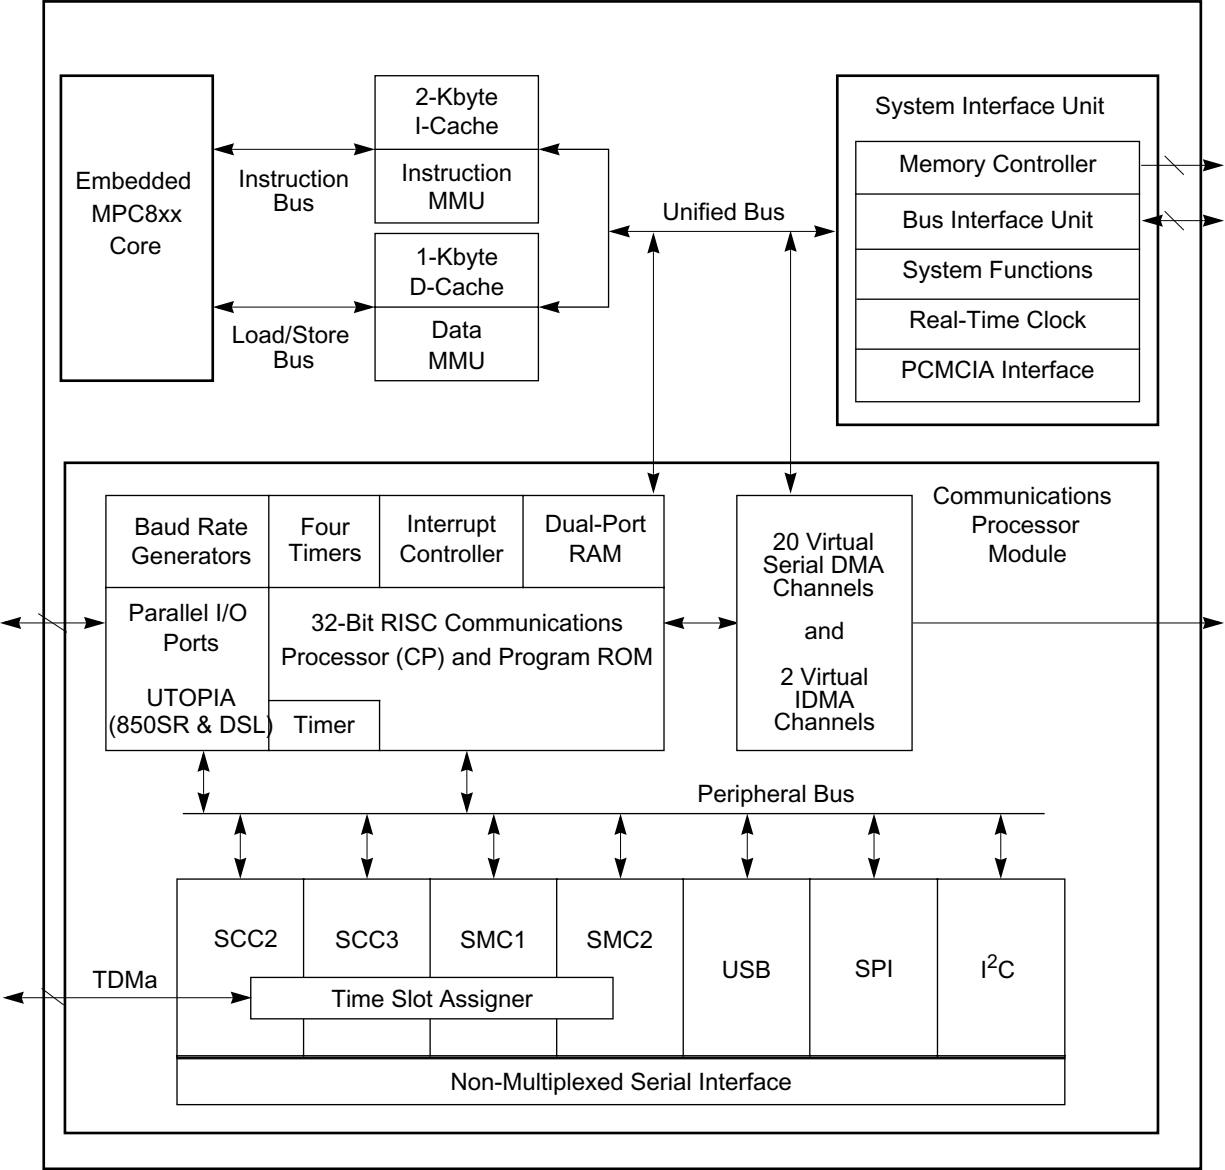 Embedded
MPC8xx
Core
Instruction
Bus
Load/Store
Bus
2-Kbyte
I-Cache
Instruction
MMU
1-Kbyte
D-Cache
Data
MMU
Unified Bus
System Interface Unit
Memory Controller
Bus Interface Unit
System Functions
Real-Time Clock
PCMCIA Interface
Communications
Processor
Module
Baud Rate
Generators
Four
Timers
Interrupt
Controller
Dual-Port
RAM
Parallel I/O
Ports
UTOPIA
(850SR & DSL)
32-Bit RISC Communications
Processor (CP) and Program ROM
Timer
20 Virtual
Serial DMA
Channels
and
2 Virtual
IDMA
Channels
Peripheral Bus
SCC2
SCC3
SMC1
SMC2
USB
SPI
I²C
TDMa
Time Slot Assigner
Non-Multiplexed Serial Interface